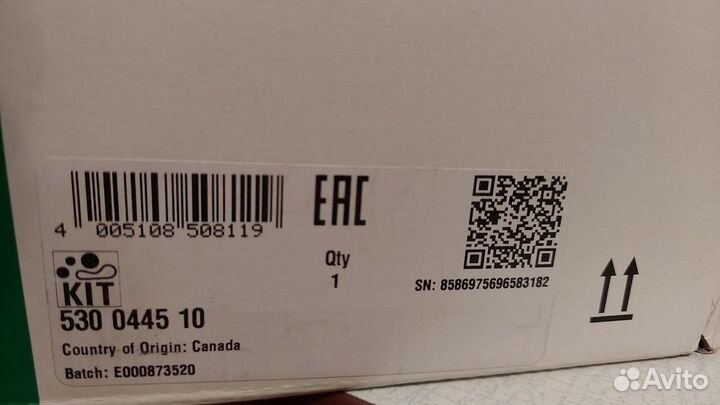 4 005108 508119
EAC
KIT
Qty
1
SN: 8586975696583182
530 0445 10
Country of Origin: Canada
Batch: E000873520
Avito